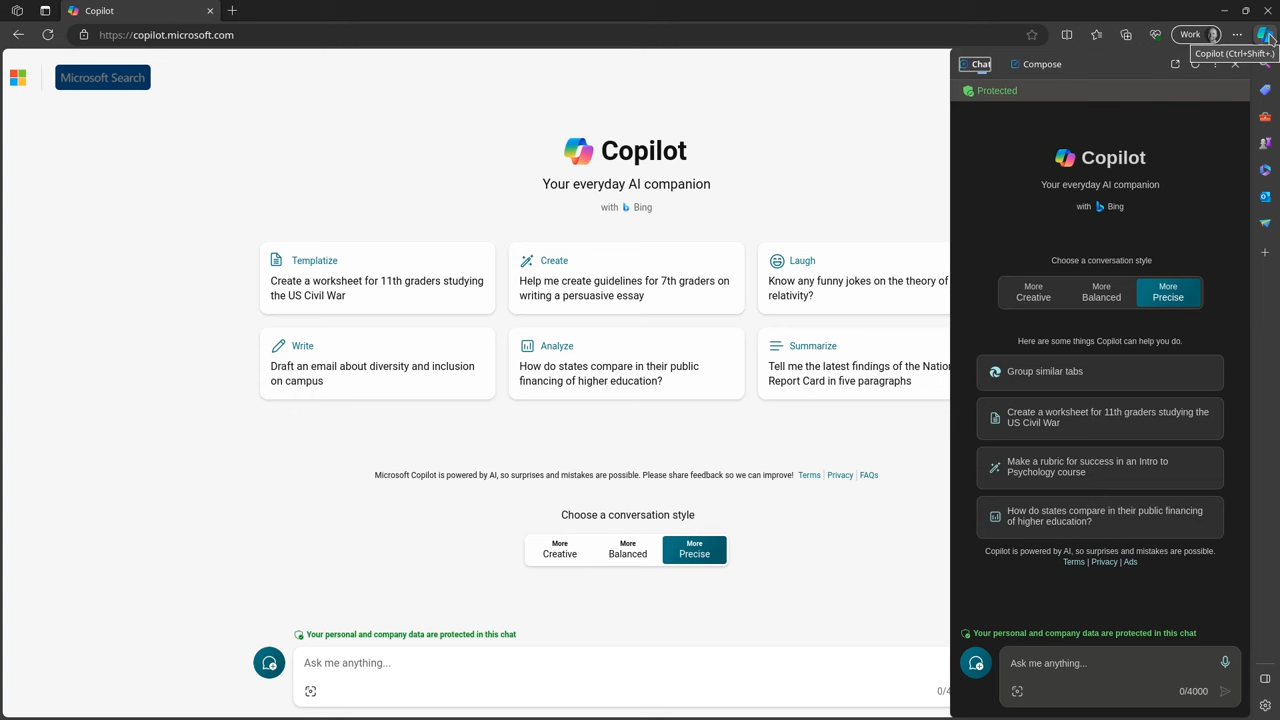 Copilot
https://copilot.microsoft.com
Work
Copilot (Ctrl+Shift+.)
Microsoft Search
Copilot
Your everyday AI companion
with Bing
Templatize
Create a worksheet for 11th graders studying
the US Civil War
Create
Help me create guidelines for 7th graders on
writing a persuasive essay
Laugh
Know any funny jokes on the theory of
relativity?
Write
Draft an email about diversity and inclusion
on campus
Analyze
How do states compare in their public
financing of higher education?
Summarize
Tell me the latest findings of the Nation
Report Card in five paragraphs
Microsoft Copilot is powered by AI, so surprises and mistakes are possible. Please share feedback so we can improve! Terms | Privacy | FAQs
Choose a conversation style
More More More
Creative Balanced Precise
Your personal and company data are protected in this chat
Ask me anything...
0/4
Chat Compose
Protected
Copilot
Your everyday AI companion
with Bing
Choose a conversation style
More More More
Creative Balanced Precise
Here are some things Copilot can help you do.
Group similar tabs
Create a worksheet for 11th graders studying the
US Civil War
Make a rubric for success in an Intro to
Psychology course
How do states compare in their public financing
of higher education?
Copilot is powered by AI, so surprises and mistakes are possible.
Terms | Privacy | Ads
Your personal and company data are protected in this chat
Ask me anything...
0/4000